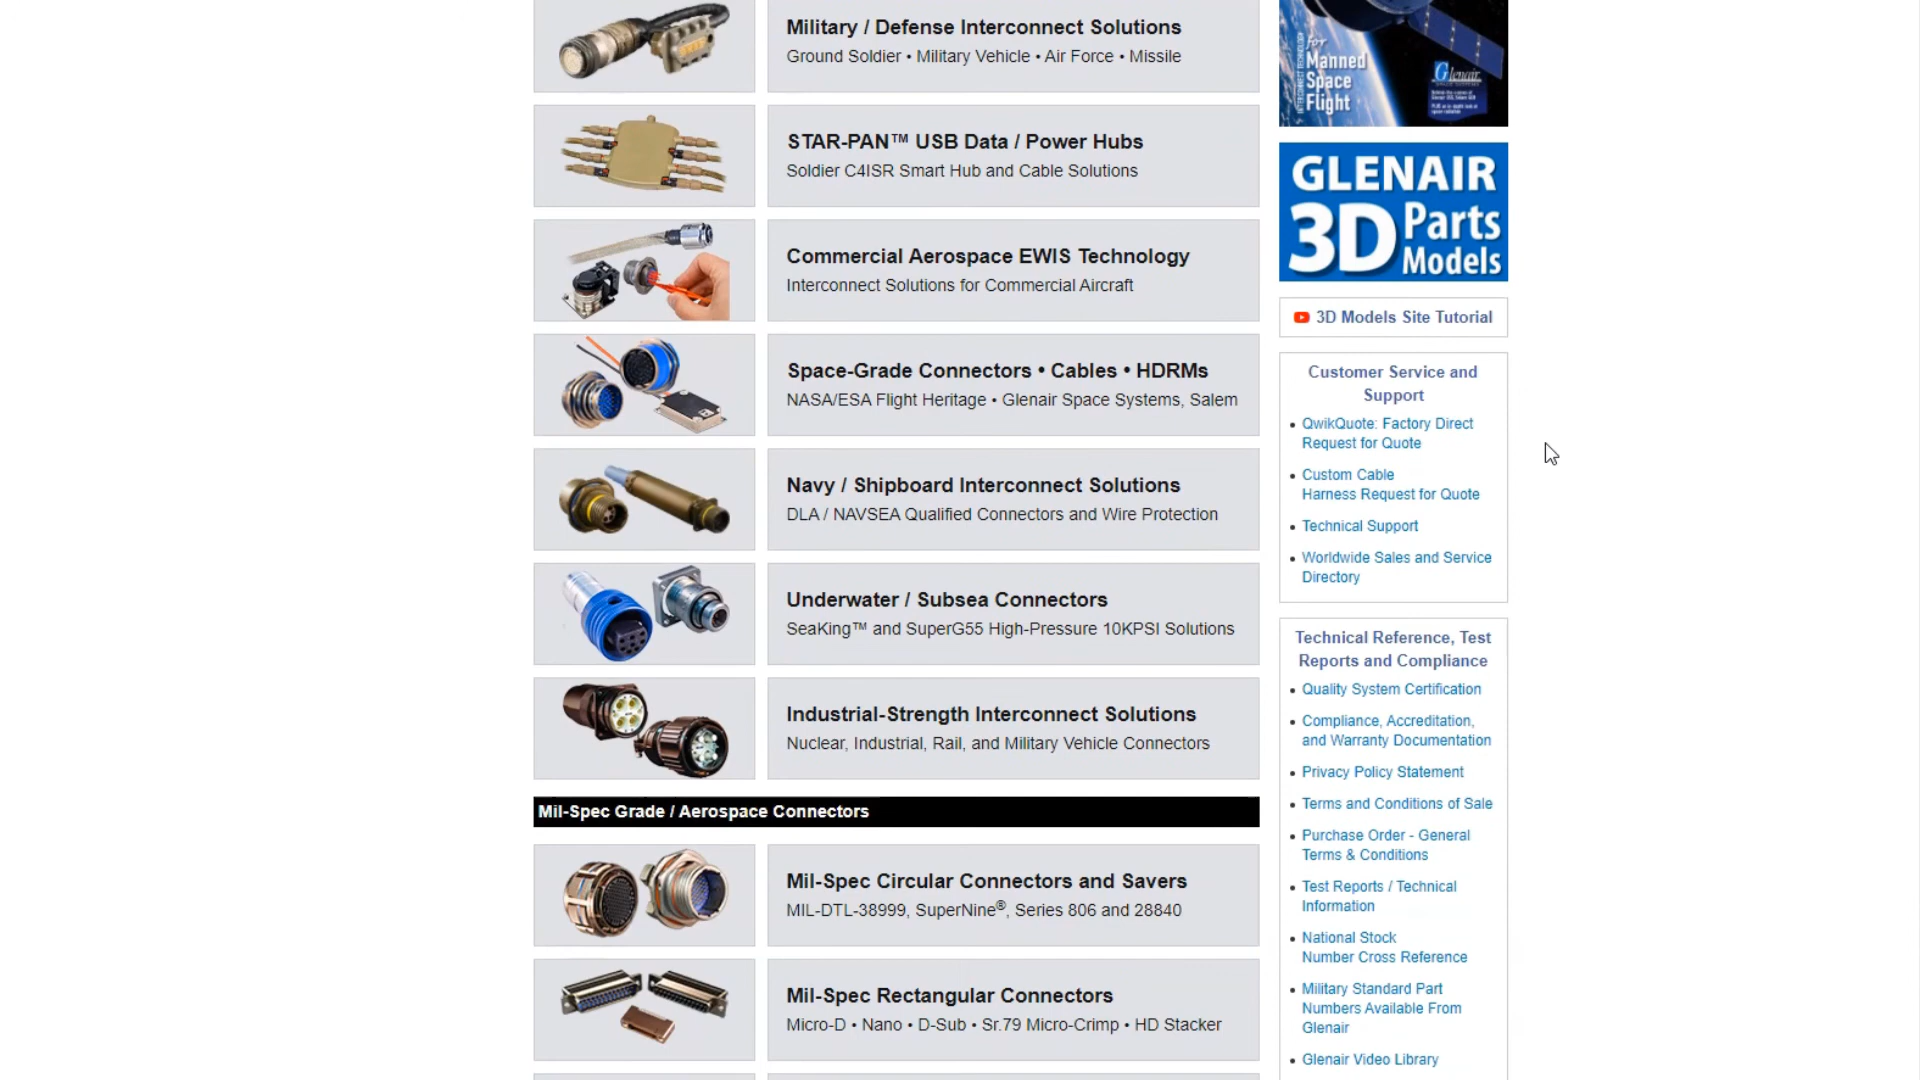 Military / Defense Interconnect Solutions
Ground Soldier • Military Vehicle • Air Force • Missile
STAR-PAN™ USB Data / Power Hubs
Soldier C4ISR Smart Hub and Cable Solutions
Commercial Aerospace EWIS Technology
Interconnect Solutions for Commercial Aircraft
Space-Grade Connectors • Cables • HDRMs
NASA/ESA Flight Heritage • Glenair Space Systems, Salem
Navy / Shipboard Interconnect Solutions
DLA / NAVSEA Qualified Connectors and Wire Protection
Underwater / Subsea Connectors
SeaKing™ and SuperG55 High-Pressure 10KPSI Solutions
Industrial-Strength Interconnect Solutions
Nuclear, Industrial, Rail, and Military Vehicle Connectors
Mil-Spec Grade / Aerospace Connectors
Mil-Spec Circular Connectors and Savers
MIL-DTL-38999, SuperNine®, Series 806 and 28840
Mil-Spec Rectangular Connectors
Micro-D • Nano • D-Sub • Sr.79 Micro-Crimp • HD Stacker
for
Manned
Space
Flight
Glenair
GLENAIR
3D Parts
Models
3D Models Site Tutorial
Customer Service and
Support
• QwikQuote: Factory Direct
Request for Quote
• Custom Cable
Harness Request for Quote
• Technical Support
• Worldwide Sales and Service
Directory
Technical Reference, Test
Reports and Compliance
• Quality System Certification
• Compliance, Accreditation,
and Warranty Documentation
• Privacy Policy Statement
• Terms and Conditions of Sale
• Purchase Order - General
Terms & Conditions
• Test Reports / Technical
Information
• National Stock
Number Cross Reference
• Military Standard Part
Numbers Available From
Glenair
• Glenair Video Library